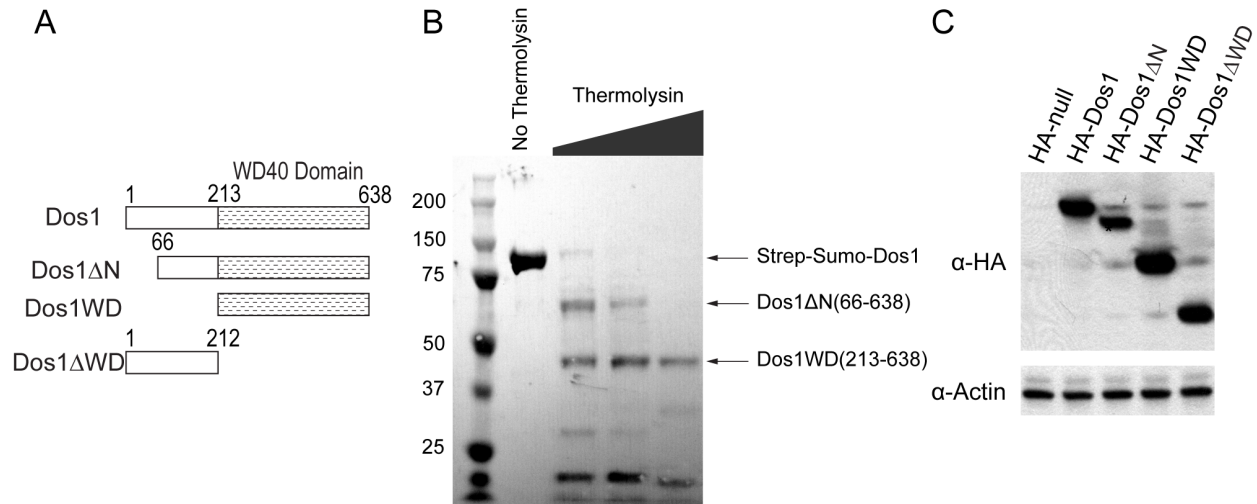 A
WD40 Domain
1 213 638
Dos1
66
Dos1ΔN
Dos1WD
1 212
Dos1ΔWD
B
No Thermolysin
Thermolysin
200
150
75
50
37
25
Strep-Sumo-Dos1
Dos1ΔN(66-638)
Dos1WD(213-638)
C
HA-null
HA-Dos1
HA-Dos1ΔN
HA-Dos1WD
HA-Dos1ΔWD
α-HA
*
α-Actin